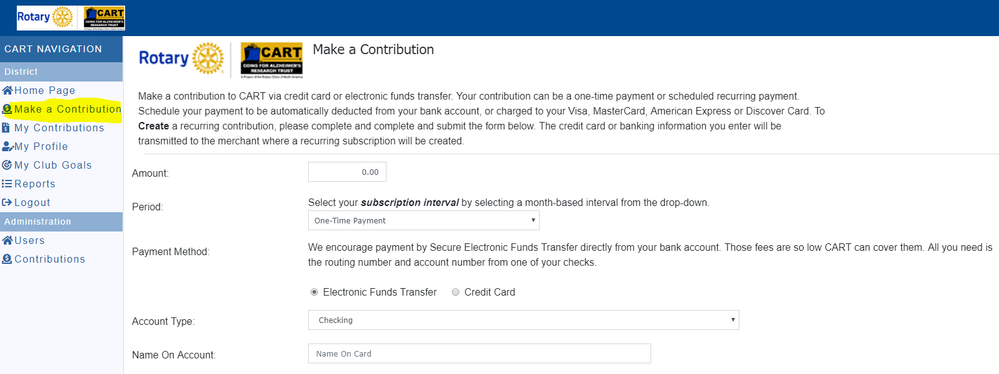 Rotary CART
COINS FOR ALZHEIMER'S
RESEARCH TRUST
A Project of the Rotary Clubs of North America
CART NAVIGATION
District
Home Page
Make a Contribution
My Contributions
My Profile
My Club Goals
Reports
Logout
Administration
Users
Contributions
Rotary CART
COINS FOR ALZHEIMER'S
RESEARCH TRUST
A Project of the Rotary Clubs of North America
Make a Contribution
Make a contribution to CART via credit card or electronic funds transfer. Your contribution can be a one-time payment or scheduled recurring payment.
Schedule your payment to be automatically deducted from your bank account, or charged to your Visa, MasterCard, American Express or Discover Card. To
Create a recurring contribution, please complete and complete and submit the form below. The credit card or banking information you enter will be
transmitted to the merchant where a recurring subscription will be created.
Amount: 0.00
Period: Select your subscription interval by selecting a month-based interval from the drop-down.
One-Time Payment
Payment Method: We encourage payment by Secure Electronic Funds Transfer directly from your bank account. Those fees are so low CART can cover them. All you need is
the routing number and account number from one of your checks.
Electronic Funds Transfer Credit Card
Account Type: Checking
Name On Account: Name On Card